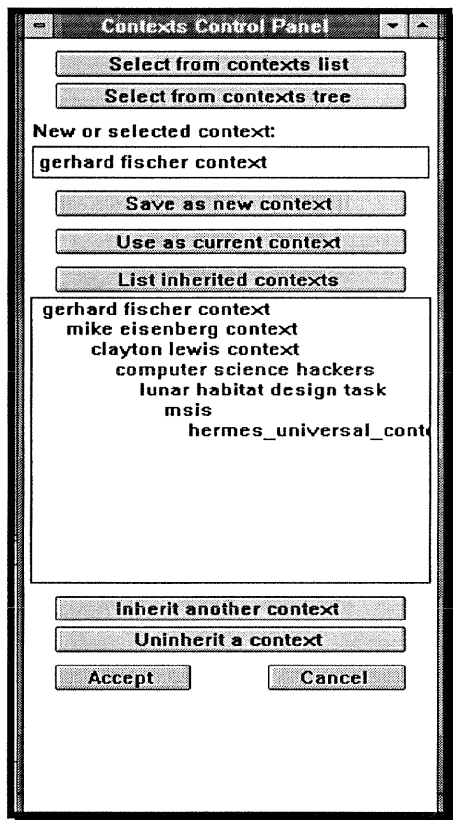 Contexts Control Panel
Select from contexts list
Select from contexts tree
New or selected context:
gerhard fischer context
Save as new context
Use as current context
List inherited contexts
gerhard fischer context
mike eisenberg context
clayton lewis context
computer science hackers
lunar habitat design task
msis
hermes_universal_conte
Inherit another context
Uninherit a context
Accept Cancel